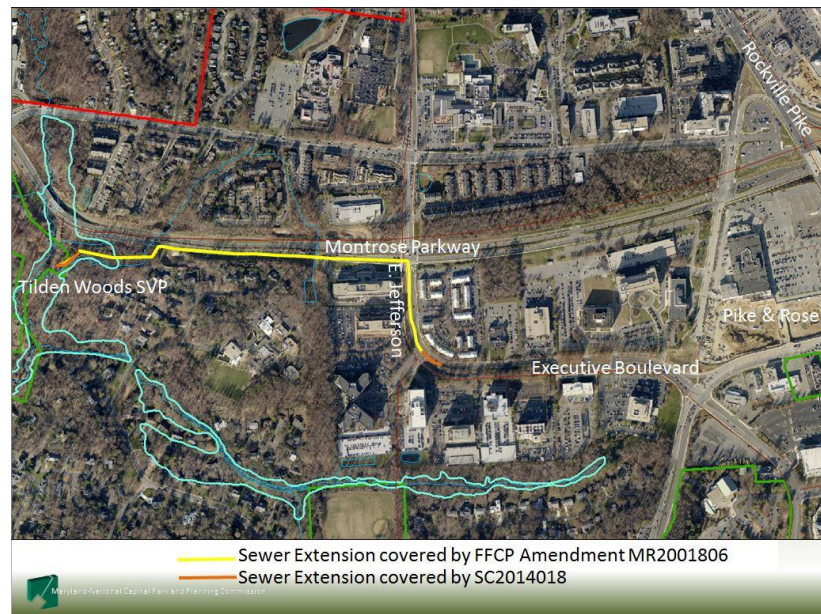 Rockville Pike
Montrose Parkway
E. Jefferson
Tilden Woods SVP
Pike & Rose
Executive Boulevard
Sewer Extension covered by FFCP Amendment MR2001806
Sewer Extension covered by SC2014018
Maryland-National Capital Park and Planning Commission